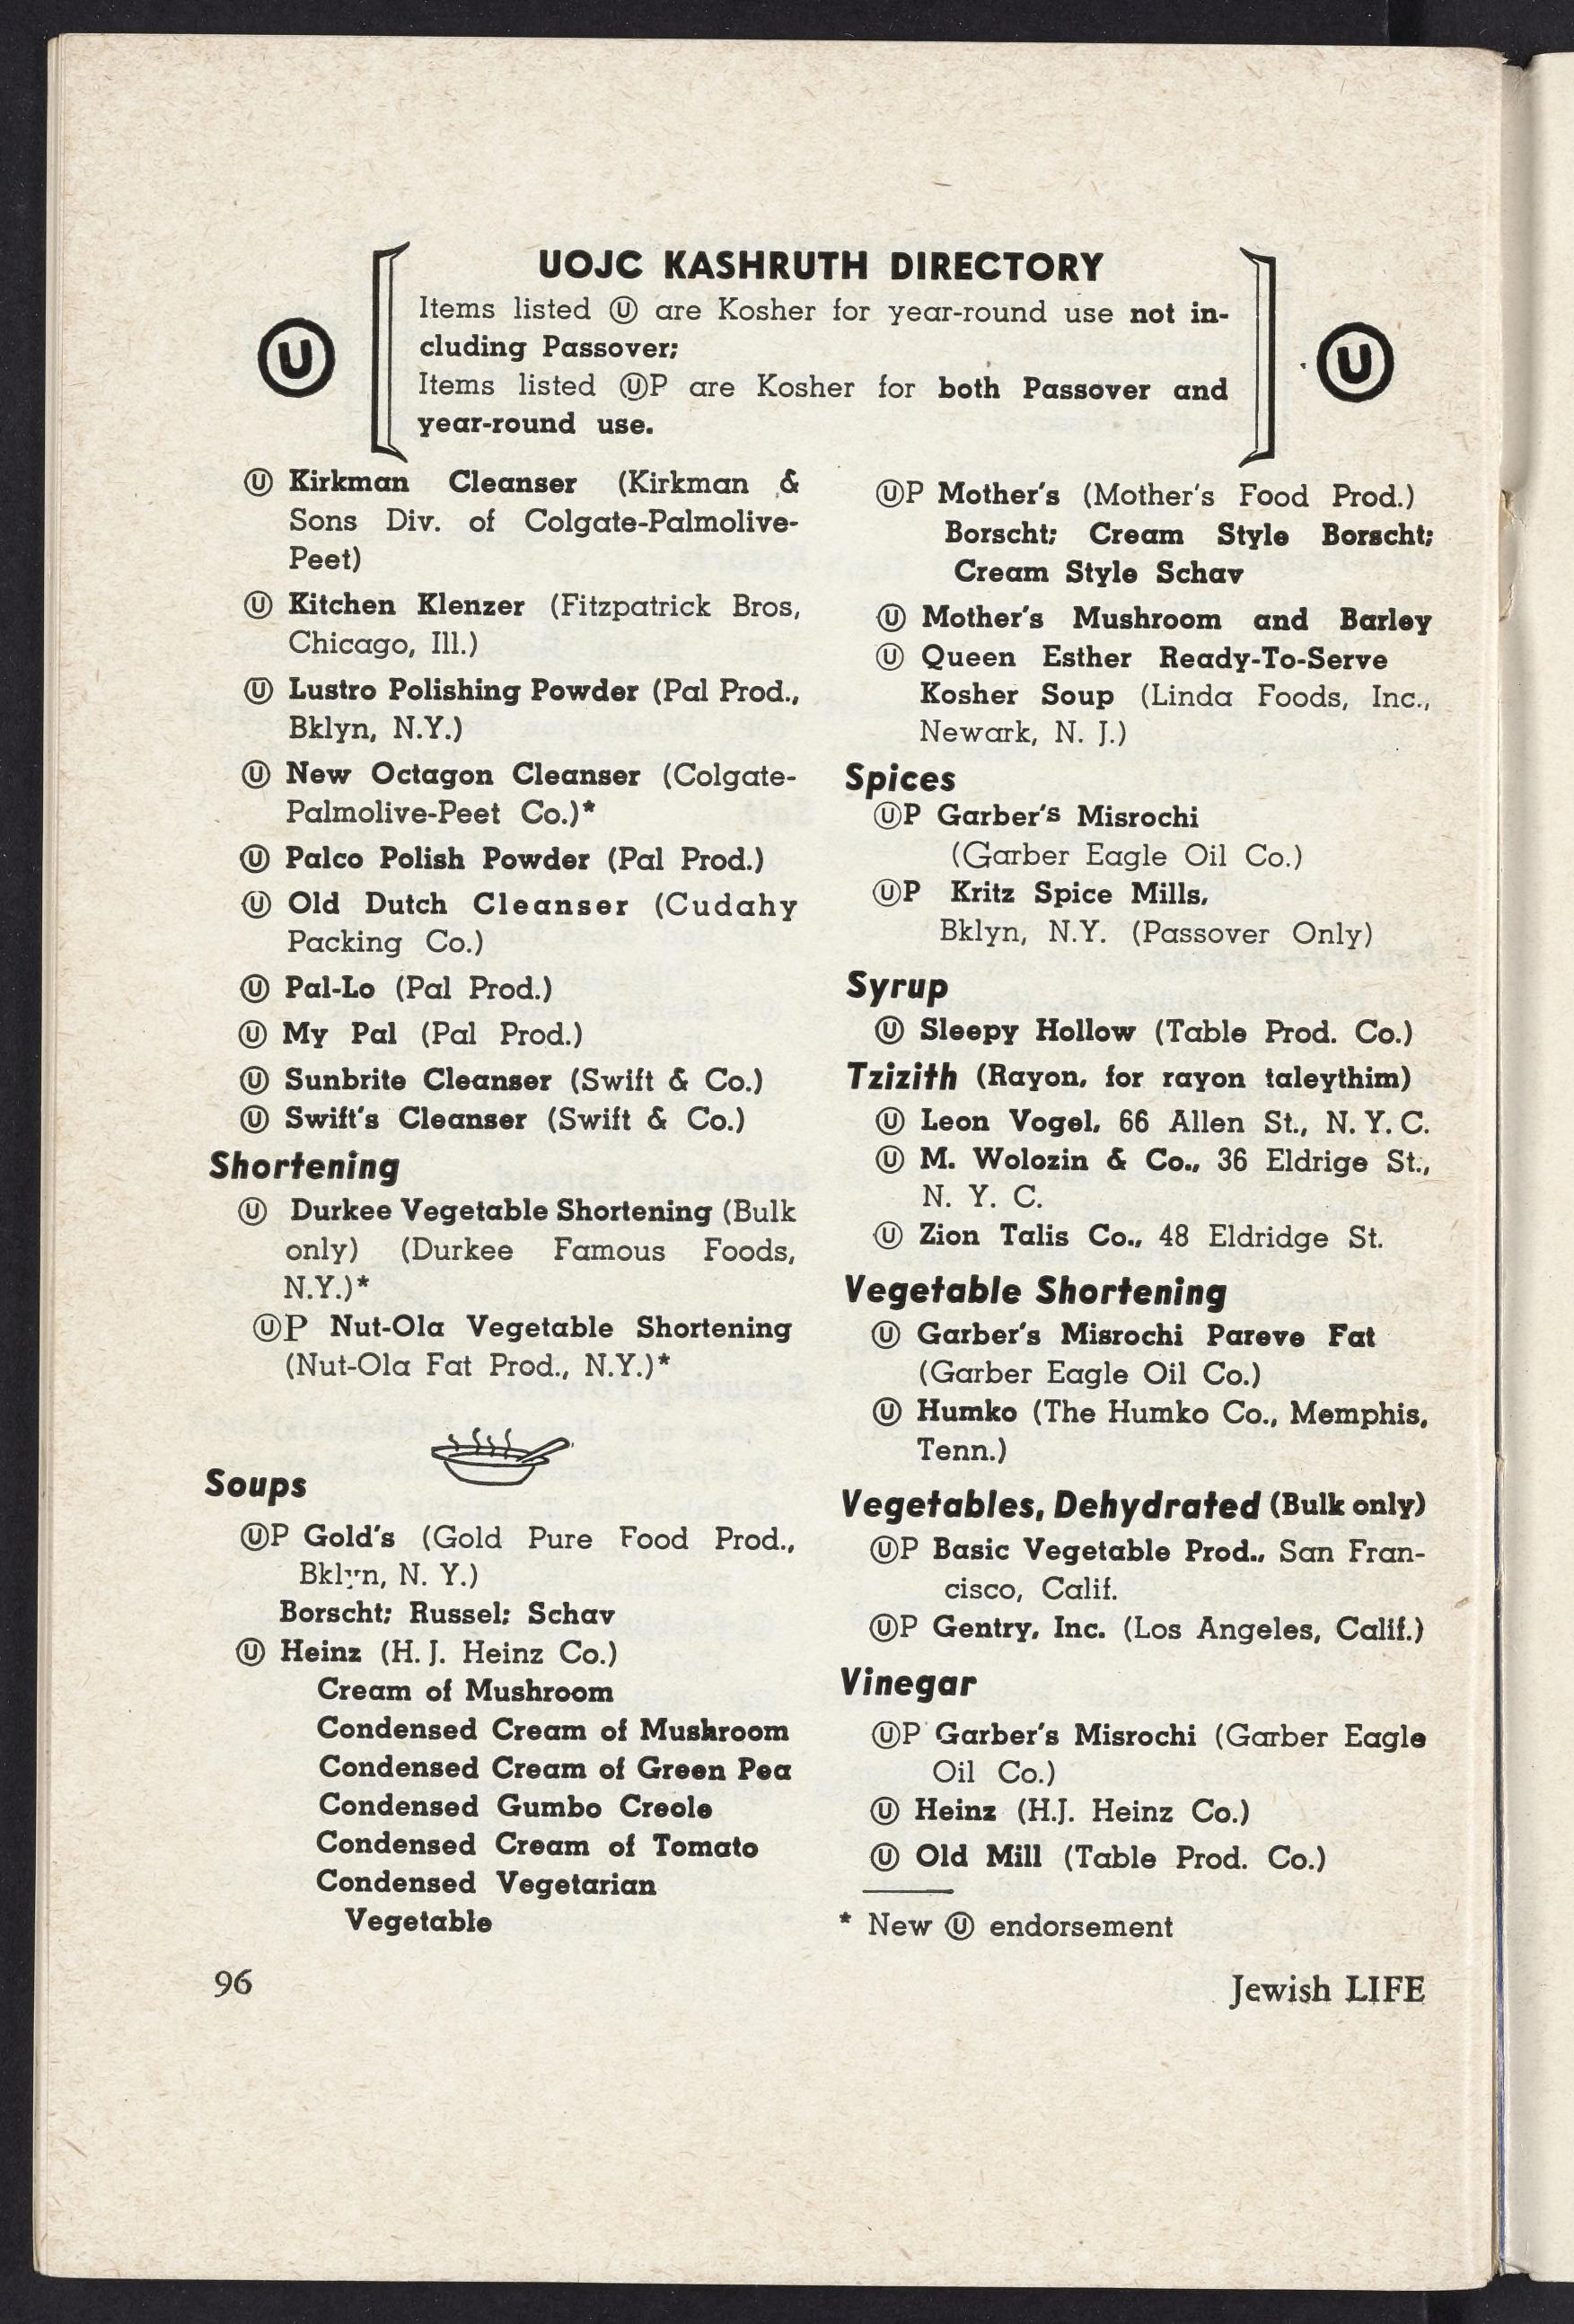 UOJC KASHRUTH DIRECTORY
Items listed Ⓤ are Kosher for year-round use not in-
cluding Passover;
Items listed ⓊP are Kosher for both Passover and
year-round use.
Ⓤ
Ⓤ
Ⓤ Kirkman Cleanser (Kirkman &
Sons Div. of Colgate-Palmolive-
Peet)
Ⓤ Kitchen Klenzer (Fitzpatrick Bros,
Chicago, Ill.)
Ⓤ Lustro Polishing Powder (Pal Prod.,
Bklyn, N.Y.)
Ⓤ New Octagon Cleanser (Colgate-
Palmolive-Peet Co.)*
Ⓤ Palco Polish Powder (Pal Prod.)
Ⓤ Old Dutch Cleanser (Cudahy
Packing Co.)
Ⓤ Pal-Lo (Pal Prod.)
Ⓤ My Pal (Pal Prod.)
Ⓤ Sunbrite Cleanser (Swift & Co.)
Ⓤ Swift's Cleanser (Swift & Co.)
Shortening
Ⓤ Durkee Vegetable Shortening (Bulk
only) (Durkee Famous Foods,
N.Y.)*
ⓊP Nut-Ola Vegetable Shortening
(Nut-Ola Fat Prod., N.Y.)*
Soups
ⓊP Gold's (Gold Pure Food Prod.,
Bklyn, N. Y.)
Borscht; Russel; Schav
Ⓤ Heinz (H. J. Heinz Co.)
Cream of Mushroom
Condensed Cream of Mushroom
Condensed Cream of Green Pea
Condensed Gumbo Creole
Condensed Cream of Tomato
Condensed Vegetarian
Vegetable
ⓊP Mother's (Mother's Food Prod.)
Borscht; Cream Style Borscht;
Cream Style Schav
Ⓤ Mother's Mushroom and Barley
Ⓤ Queen Esther Ready-To-Serve
Kosher Soup (Linda Foods, Inc.,
Newark, N. J.)
Spices
ⓊP Garber's Misrochi
(Garber Eagle Oil Co.)
ⓊP Kritz Spice Mills,
Bklyn, N.Y. (Passover Only)
Syrup
Ⓤ Sleepy Hollow (Table Prod. Co.)
Tzizith (Rayon, for rayon taleythim)
Ⓤ Leon Vogel, 66 Allen St., N. Y. C.
Ⓤ M. Wolozin & Co., 36 Eldrige St.,
N. Y. C.
Ⓤ Zion Talis Co., 48 Eldridge St.
Vegetable Shortening
Ⓤ Garber's Misrochi Pareve Fat
(Garber Eagle Oil Co.)
Ⓤ Humko (The Humko Co., Memphis,
Tenn.)
Vegetables, Dehydrated (Bulk only)
ⓊP Basic Vegetable Prod., San Fran-
cisco, Calif.
ⓊP Gentry, Inc. (Los Angeles, Calif.)
Vinegar
ⓊP Garber's Misrochi (Garber Eagle
Oil Co.)
Ⓤ Heinz (H.J. Heinz Co.)
Ⓤ Old Mill (Table Prod. Co.)
* New Ⓤ endorsement
96
Jewish LIFE